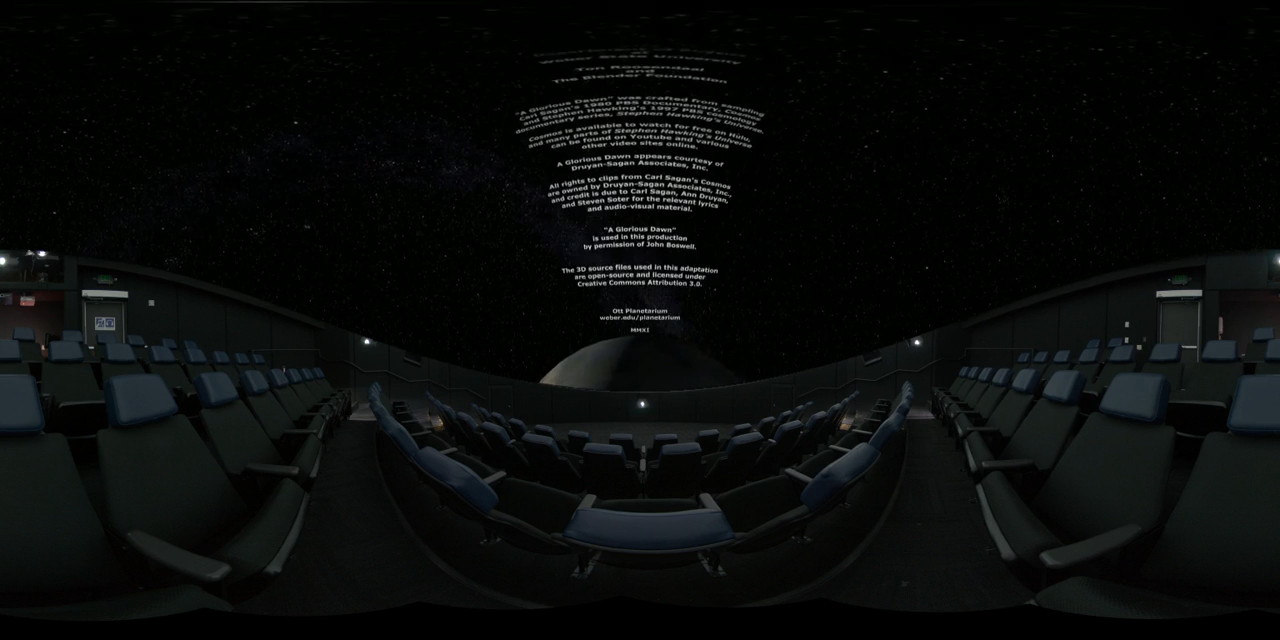 Weber State University
Ton Roosendaal
and
The Blender Foundation
"A Glorious Dawn" was crafted from sampling
Carl Sagan's 1980 PBS Documentary, Cosmos
and Stephen Hawking's 1997 PBS cosmology
documentary series, Stephen Hawking's Universe.
Cosmos is available to watch for free on Hulu,
and many parts of Stephen Hawking's Universe
can be found on Youtube and various
other video sites online.
A Glorious Dawn appears courtesy of
Druyan-Sagan Associates, Inc.
All rights to clips from Carl Sagan's Cosmos
are owned by Druyan-Sagan Associates, Inc.,
and credit is due to Carl Sagan, Ann Druyan,
and Steven Soter for the relevant lyrics
and audio-visual material.
"A Glorious Dawn"
is used in this production
by permission of John Boswell.
The 3D source files used in this adaptation
are open-source and licensed under
Creative Commons Attribution 3.0.
Ott Planetarium
weber.edu/planetarium
MMXI